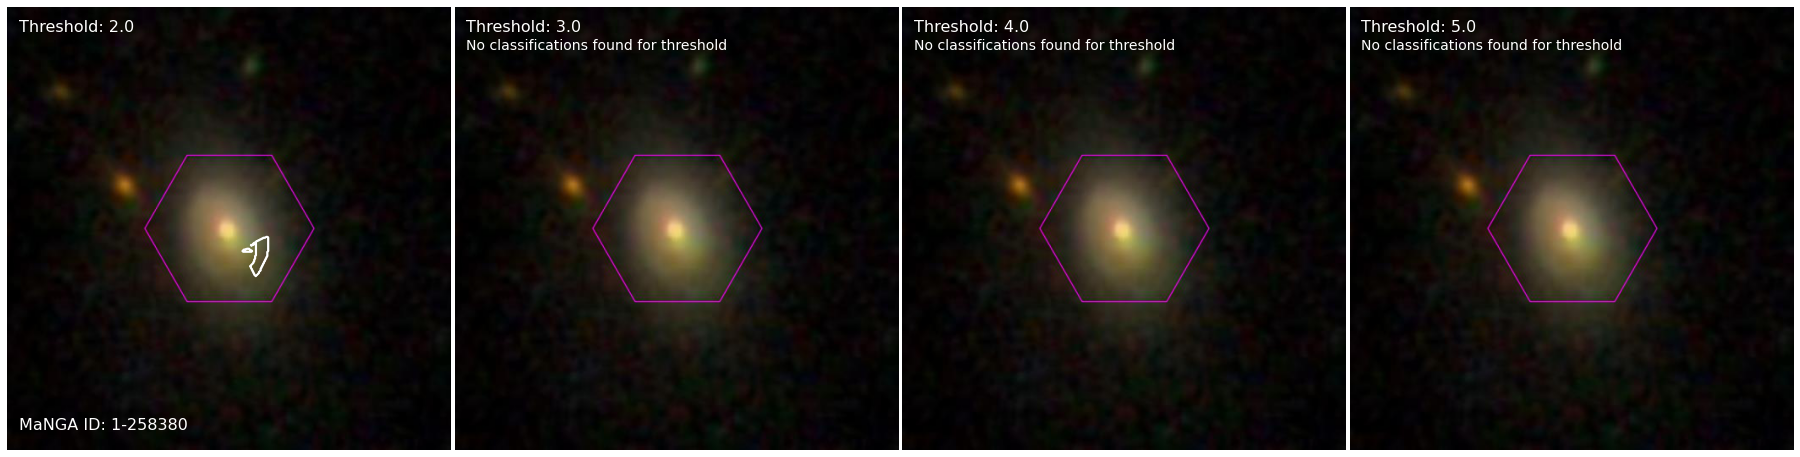 Threshold: 2.0
MaNGA ID: 1-258380
Threshold: 3.0
No classifications found for threshold
Threshold: 4.0
No classifications found for threshold
Threshold: 5.0
No classifications found for threshold